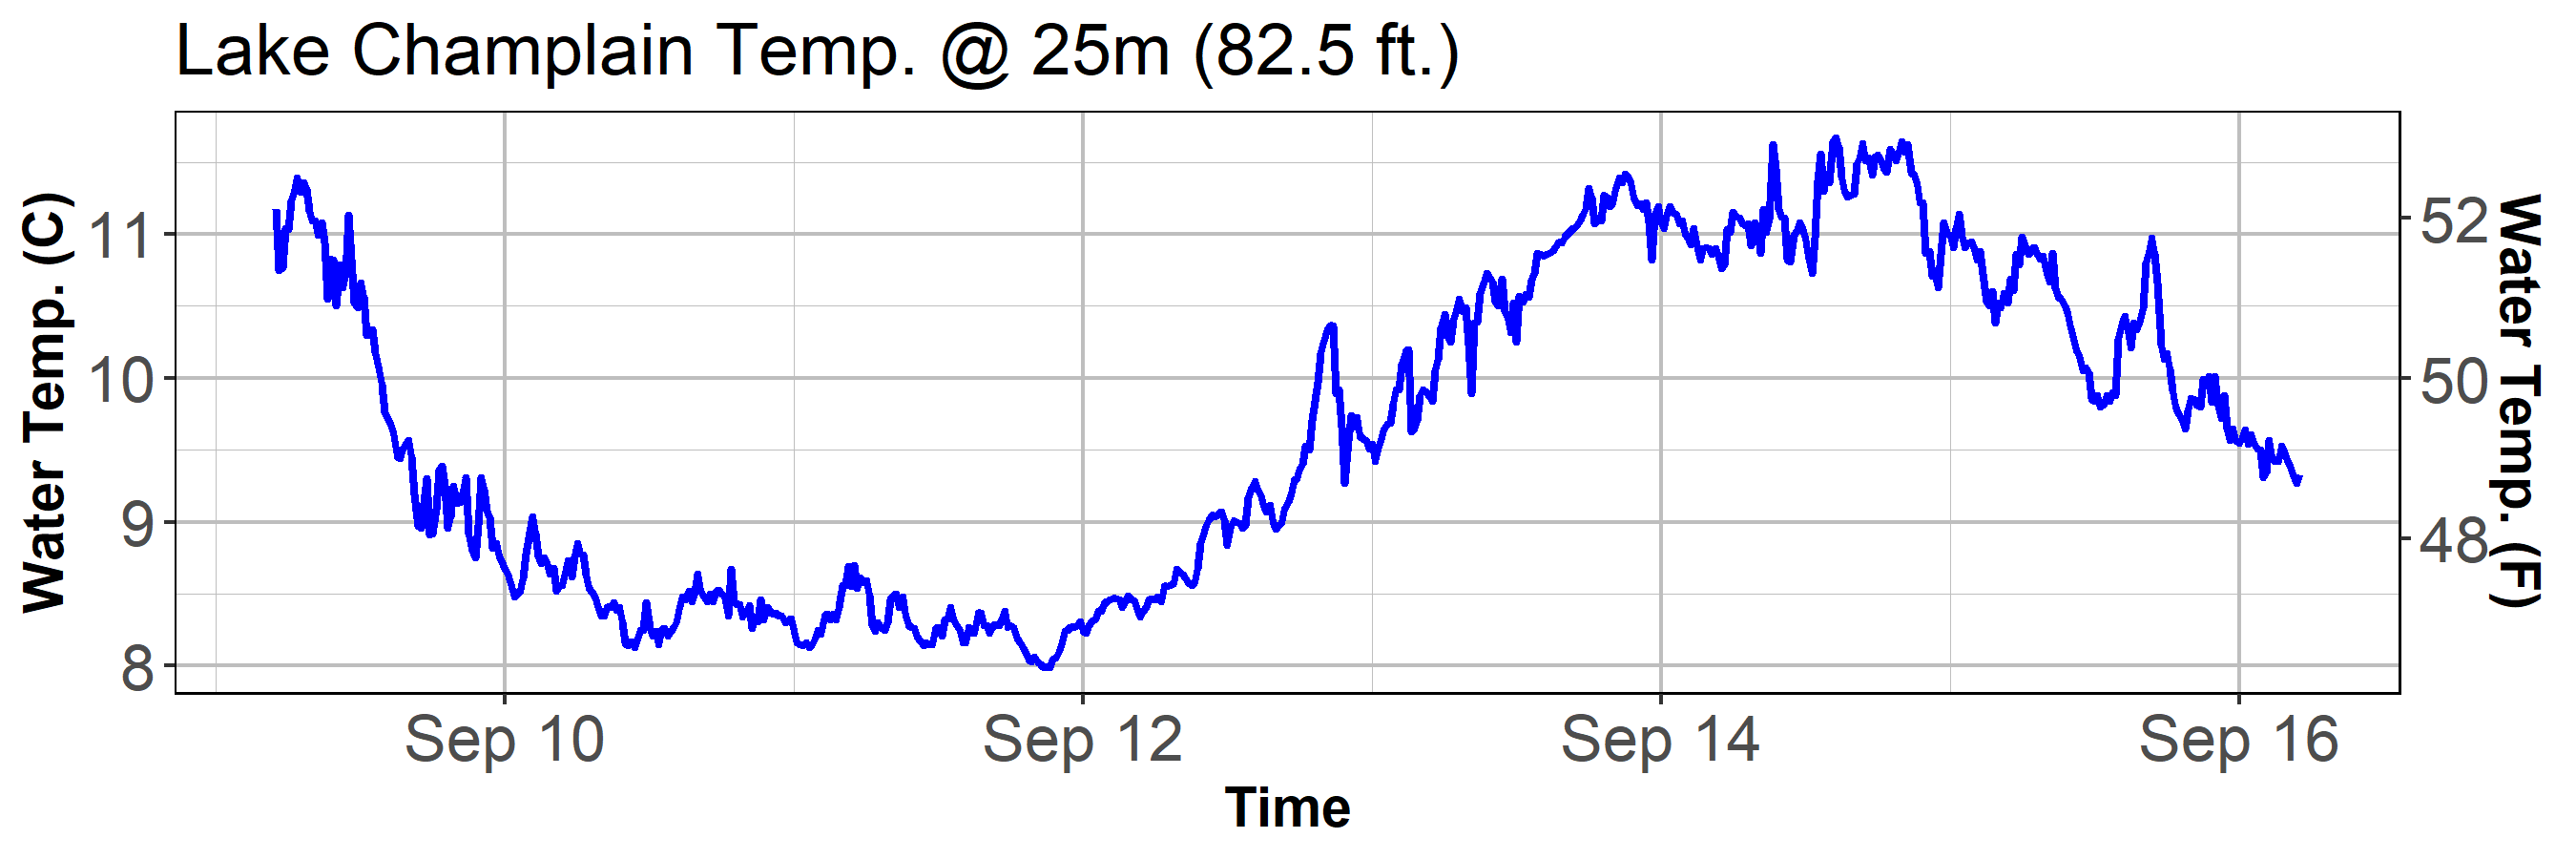 Lake Champlain Temp. @ 25m (82.5 ft.)
Water Temp. (C)
11
10
9
8
52
50
48
Water Temp. (F)
Sep 10
Sep 12
Sep 14
Sep 16
Time